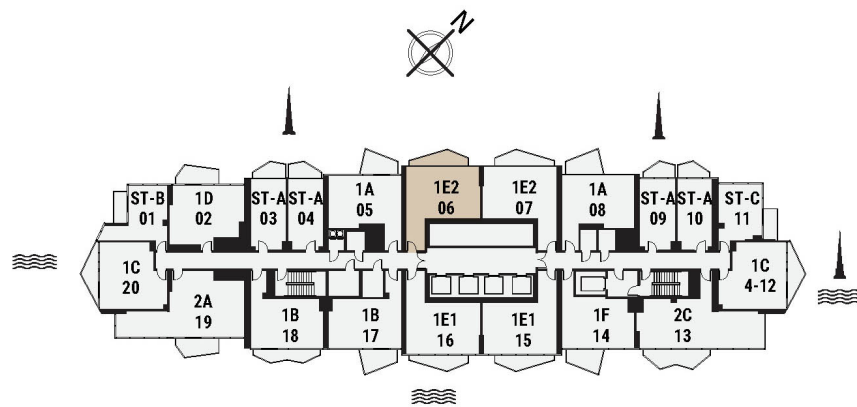 N
1E2
06
1E2
07
1A
05
1A
08
ST-B
01
1D
02
ST-A
03
ST-A
04
ST-A
09
ST-A
10
ST-C
11
1C
20
1C
4-12
2A
19
1B
18
1B
17
1E1
16
1E1
15
1F
14
2C
13